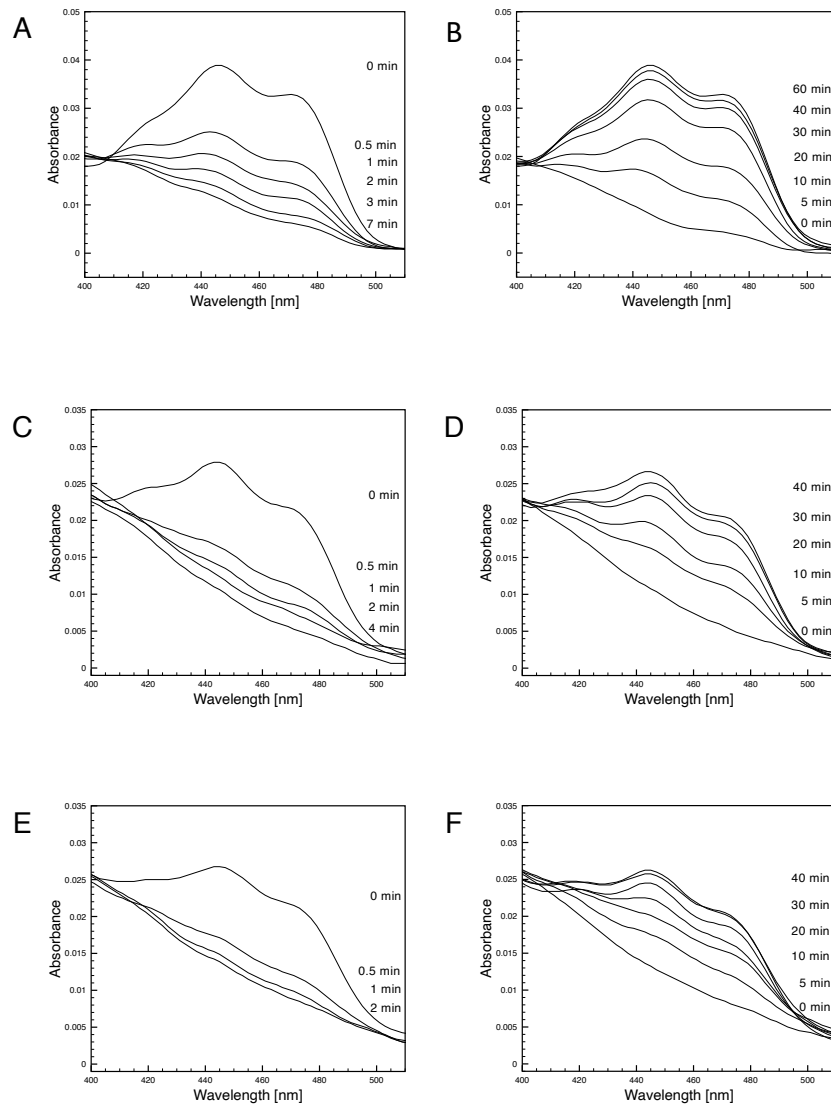 A
0.05
0.04
0.03
0.02
0.01
0
400
420
440
460
480
500
Absorbance
Wavelength [nm]
0 min
0.5 min
1 min
2 min
3 min
7 min
B
0.05
0.04
0.03
0.02
0.01
0
400
420
440
460
480
500
Absorbance
Wavelength [nm]
60 min
40 min
30 min
20 min
10 min
5 min
0 min
C
0.035
0.03
0.025
0.02
0.015
0.01
0.005
0
400
420
440
460
480
500
Absorbance
Wavelength [nm]
0 min
0.5 min
1 min
2 min
4 min
D
0.035
0.03
0.025
0.02
0.015
0.01
0.005
0
400
420
440
460
480
500
Absorbance
Wavelength [nm]
40 min
30 min
20 min
10 min
5 min
0 min
E
0.035
0.03
0.025
0.02
0.015
0.01
0.005
0
400
420
440
460
480
500
Absorbance
Wavelength [nm]
0 min
0.5 min
1 min
2 min
F
0.035
0.03
0.025
0.02
0.015
0.01
0.005
0
400
420
440
460
480
500
Absorbance
Wavelength [nm]
40 min
30 min
20 min
10 min
5 min
0 min